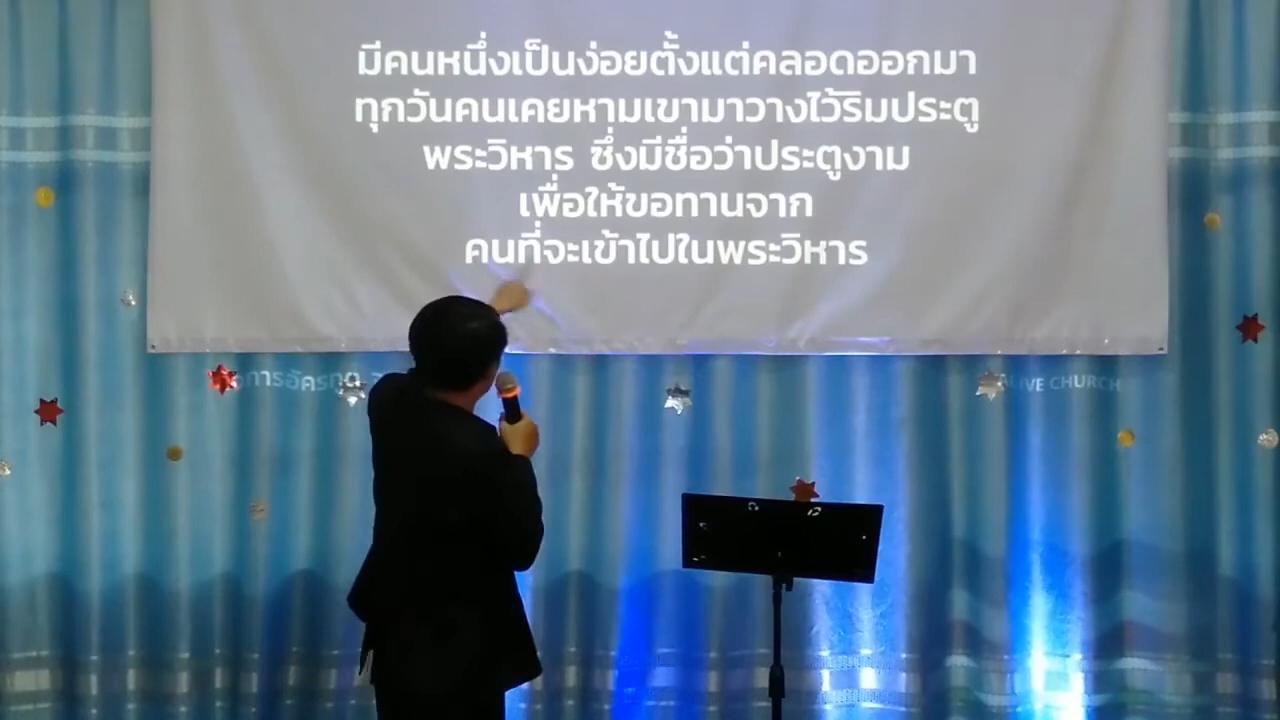 มีคนหนึ่งเป็นง่อยตั้งแต่คลอดออกมา
ทุกวันคนเคยหามเขามาวางไว้ริมประตู
พระวิหาร ซึ่งมีชื่อว่าประตูงาม
เพื่อให้ขอทานจาก
คนที่จะเข้าไปในพระวิหาร
ALIVE CHURCH